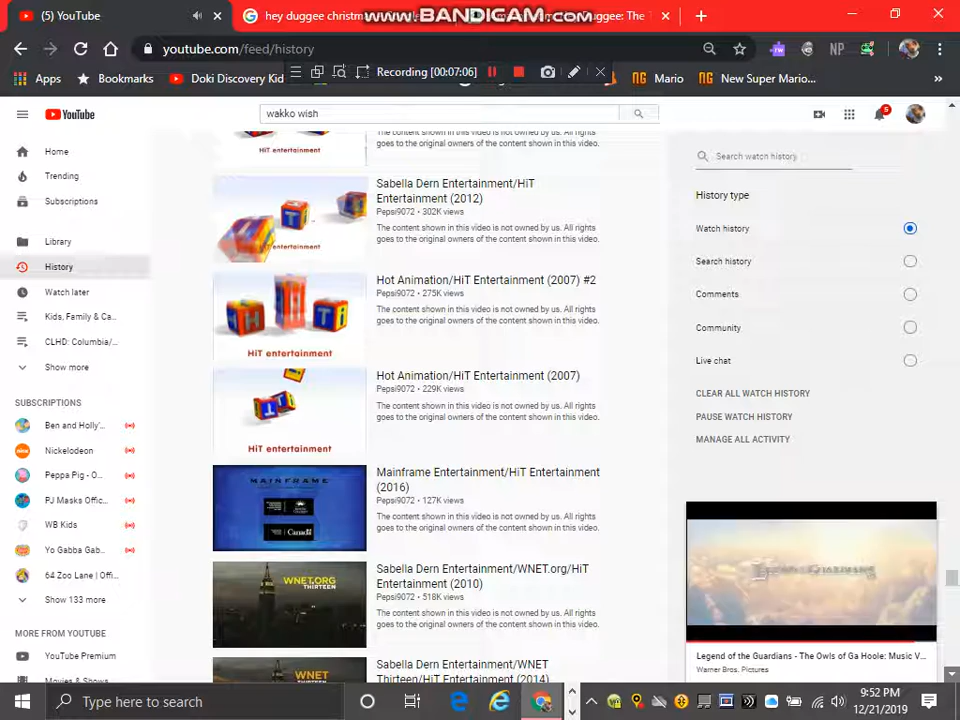 (5) YouTube
hey duggee christm
www.BANDICAM.com
Duggee: The
youtube.com/feed/history
NP
Apps
Bookmarks
Doki Discovery Kid
Recording [00:07:06]
Mario
New Super Mario...
YouTube
wakko wish
5
Home
Trending
Subscriptions
Library
History
Watch later
Kids, Family & Ca...
CLHD: Columbia/...
Show more
SUBSCRIPTIONS
Ben and Holly'...
Nickelodeon
Peppa Pig - O...
PJ Masks Offic...
WB Kids
Yo Gabba Gab...
64 Zoo Lane | Offi...
Show 133 more
MORE FROM YOUTUBE
YouTube Premium
Movies & Shows
HiT entertainment
The content shown in this video is not owned by us. All rights
goes to the original owners of the content shown in this video.
Sabella Dern Entertainment/HiT
Entertainment (2012)
Pepsi9072 • 302K views
The content shown in this video is not owned by us. All rights
goes to the original owners of the content shown in this video.
entertainment
Hot Animation/HiT Entertainment (2007) #2
Pepsi9072 • 275K views
The content shown in this video is not owned by us. All rights
goes to the original owners of the content shown in this video.
HiT entertainment
Hot Animation/HiT Entertainment (2007)
Pepsi9072 • 229K views
The content shown in this video is not owned by us. All rights
goes to the original owners of the content shown in this video.
HiT entertainment
Mainframe Entertainment/HiT Entertainment
(2016)
Pepsi9072 • 127K views
The content shown in this video is not owned by us. All rights
goes to the original owners of the content shown in this video.
MAINFRAME
Canada
Sabella Dern Entertainment/WNET.org/HiT
Entertainment (2010)
Pepsi9072 • 518K views
The content shown in this video is not owned by us. All rights
goes to the original owners of the content shown in this video.
WNET.ORG
THIRTEEN
Sabella Dern Entertainment/WNET
Thirteen/HiT Entertainment (2014)
WNET
THIRTEEN
Search watch history
History type
Watch history
Search history
Comments
Community
Live chat
CLEAR ALL WATCH HISTORY
PAUSE WATCH HISTORY
MANAGE ALL ACTIVITY
Legend of the Guardians - The Owls of Ga Hoole: Music V...
Warner Bros. Pictures
Type here to search
9:52 PM
12/21/2019